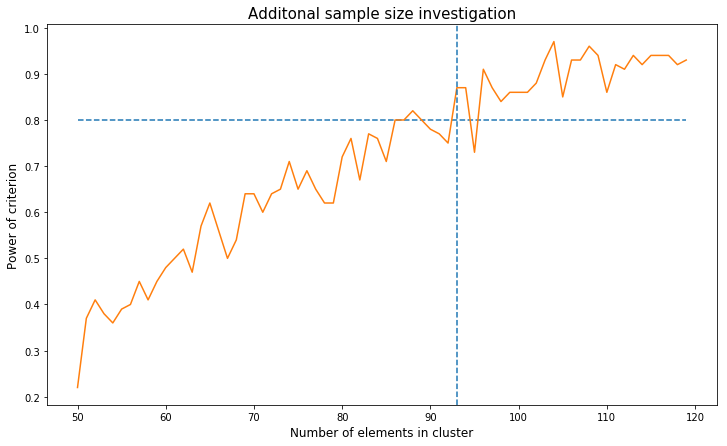 Additonal sample size investigation
1.0
0.9
0.8
0.7
0.6
0.5
0.4
0.3
0.2
Power of criterion
50 60 70 80 90 100 110 120
Number of elements in cluster